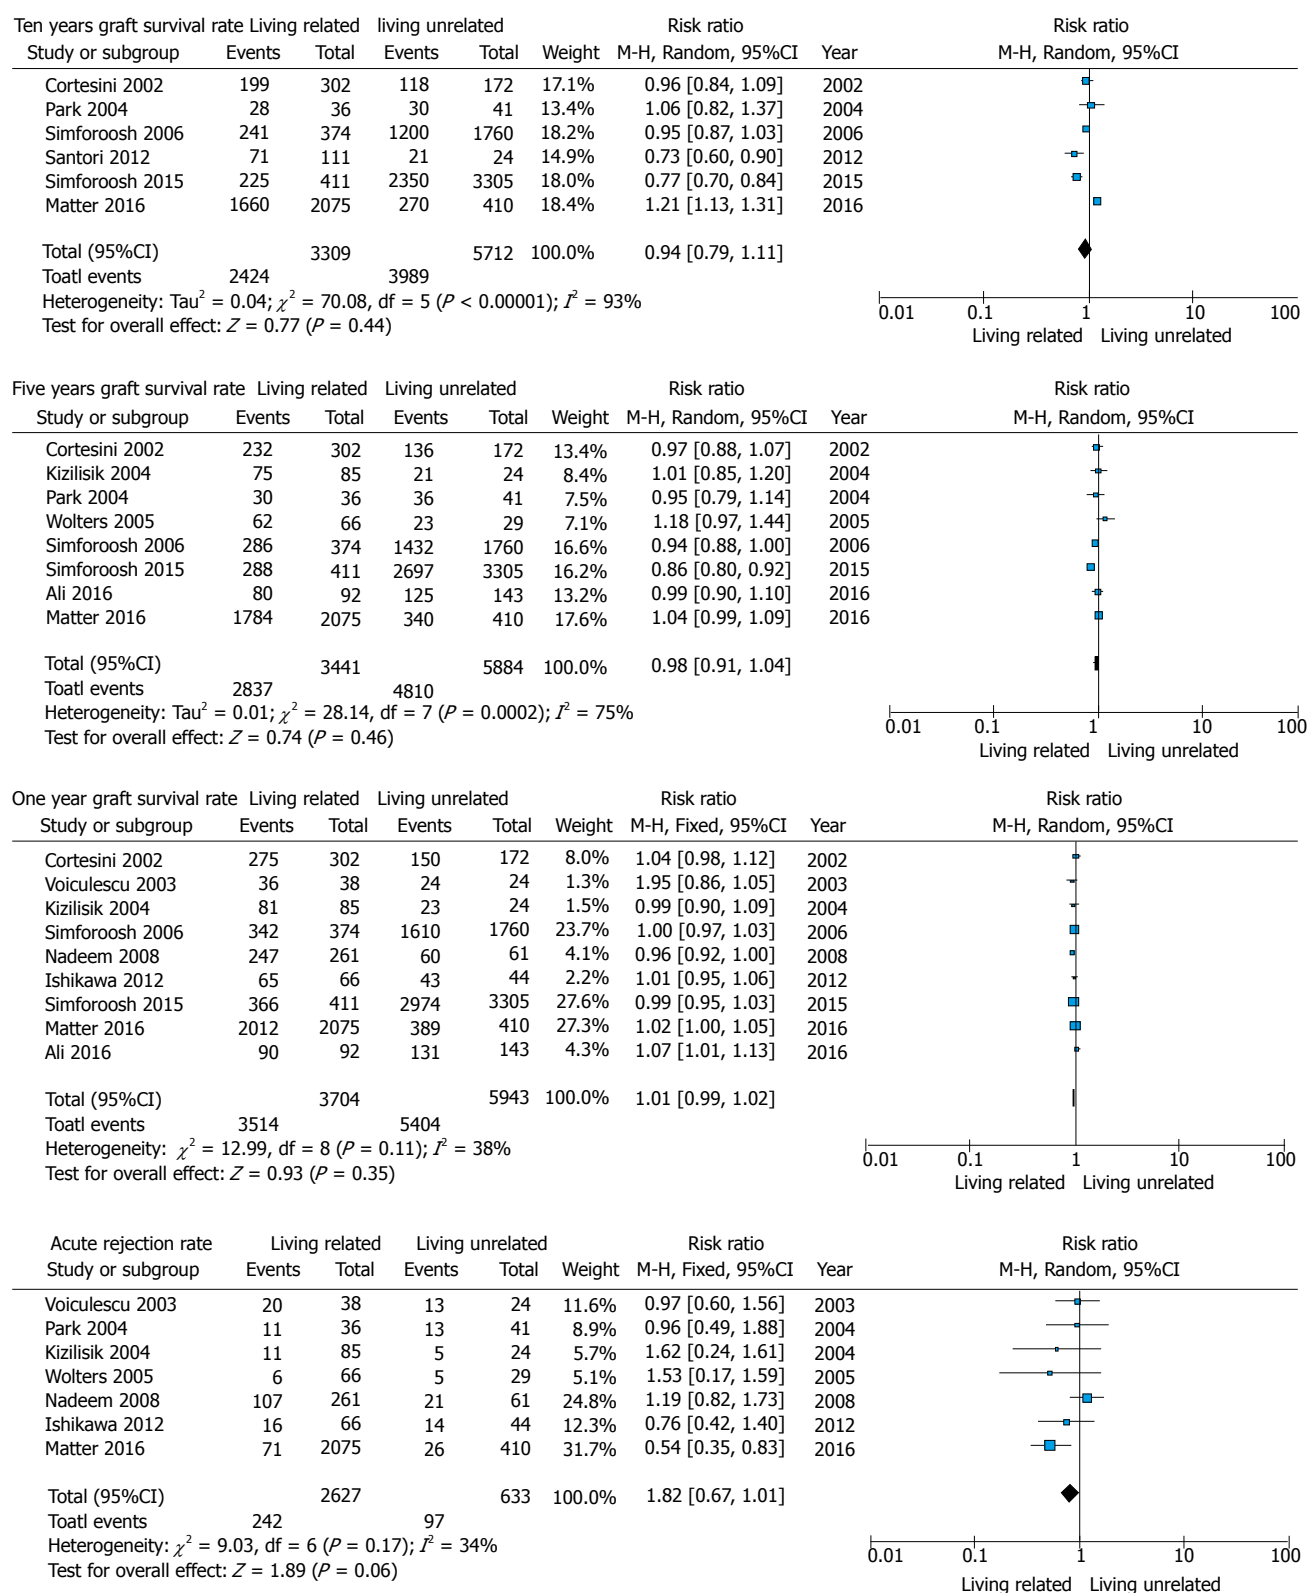 Ten years graft survival rate Living related living unrelated Risk ratio Risk ratio
Study or subgroup Events Total Events Total Weight M-H, Random, 95%CI Year M-H, Random, 95%CI
Cortesini 2002 199 302 118 172 17.1% 0.96 [0.84, 1.09] 2002
Park 2004 28 36 30 41 13.4% 1.06 [0.82, 1.37] 2004
Simforoosh 2006 241 374 1200 1760 18.2% 0.95 [0.87, 1.03] 2006
Santori 2012 71 111 21 24 14.9% 0.73 [0.60, 0.90] 2012
Simforoosh 2015 225 411 2350 3305 18.0% 0.77 [0.70, 0.84] 2015
Matter 2016 1660 2075 270 410 18.4% 1.21 [1.13, 1.31] 2016
Total (95%CI) 3309 5712 100.0% 0.94 [0.79, 1.11]
Toatl events 2424 3989
Heterogeneity: Tau² = 0.04; χ² = 70.08, df = 5 (P < 0.00001); I² = 93%
Test for overall effect: Z = 0.77 (P = 0.44)
0.01 0.1 1 10 100
Living related Living unrelated
Five years graft survival rate Living related Living unrelated Risk ratio Risk ratio
Study or subgroup Events Total Events Total Weight M-H, Random, 95%CI Year M-H, Random, 95%CI
Cortesini 2002 232 302 136 172 13.4% 0.97 [0.88, 1.07] 2002
Kizilisik 2004 75 85 21 24 8.4% 1.01 [0.85, 1.20] 2004
Park 2004 30 36 36 41 7.5% 0.95 [0.79, 1.14] 2004
Wolters 2005 62 66 23 29 7.1% 1.18 [0.97, 1.44] 2005
Simforoosh 2006 286 374 1432 1760 16.6% 0.94 [0.88, 1.00] 2006
Simforoosh 2015 288 411 2697 3305 16.2% 0.86 [0.80, 0.92] 2015
Ali 2016 80 92 125 143 13.2% 0.99 [0.90, 1.10] 2016
Matter 2016 1784 2075 340 410 17.6% 1.04 [0.99, 1.09] 2016
Total (95%CI) 3441 5884 100.0% 0.98 [0.91, 1.04]
Toatl events 2837 4810
Heterogeneity: Tau² = 0.01; χ² = 28.14, df = 7 (P = 0.0002); I² = 75%
Test for overall effect: Z = 0.74 (P = 0.46)
0.01 0.1 1 10 100
Living related Living unrelated
One year graft survival rate Living related Living unrelated Risk ratio Risk ratio
Study or subgroup Events Total Events Total Weight M-H, Fixed, 95%CI Year M-H, Random, 95%CI
Cortesini 2002 275 302 150 172 8.0% 1.04 [0.98, 1.12] 2002
Voiculescu 2003 36 38 24 24 1.3% 1.95 [0.86, 1.05] 2003
Kizilisik 2004 81 85 23 24 1.5% 0.99 [0.90, 1.09] 2004
Simforoosh 2006 342 374 1610 1760 23.7% 1.00 [0.97, 1.03] 2006
Nadeem 2008 247 261 60 61 4.1% 0.96 [0.92, 1.00] 2008
Ishikawa 2012 65 66 43 44 2.2% 1.01 [0.95, 1.06] 2012
Simforoosh 2015 366 411 2974 3305 27.6% 0.99 [0.95, 1.03] 2015
Matter 2016 2012 2075 389 410 27.3% 1.02 [1.00, 1.05] 2016
Ali 2016 90 92 131 143 4.3% 1.07 [1.01, 1.13] 2016
Total (95%CI) 3704 5943 100.0% 1.01 [0.99, 1.02]
Toatl events 3514 5404
Heterogeneity: χ² = 12.99, df = 8 (P = 0.11); I² = 38%
Test for overall effect: Z = 0.93 (P = 0.35)
0.01 0.1 1 10 100
Living related Living unrelated
Acute rejection rate Living related Living unrelated Risk ratio Risk ratio
Study or subgroup Events Total Events Total Weight M-H, Fixed, 95%CI Year M-H, Random, 95%CI
Voiculescu 2003 20 38 13 24 11.6% 0.97 [0.60, 1.56] 2003
Park 2004 11 36 13 41 8.9% 0.96 [0.49, 1.88] 2004
Kizilisik 2004 11 85 5 24 5.7% 1.62 [0.24, 1.61] 2004
Wolters 2005 6 66 5 29 5.1% 1.53 [0.17, 1.59] 2005
Nadeem 2008 107 261 21 61 24.8% 1.19 [0.82, 1.73] 2008
Ishikawa 2012 16 66 14 44 12.3% 0.76 [0.42, 1.40] 2012
Matter 2016 71 2075 26 410 31.7% 0.54 [0.35, 0.83] 2016
Total (95%CI) 2627 633 100.0% 1.82 [0.67, 1.01]
Toatl events 242 97
Heterogeneity: χ² = 9.03, df = 6 (P = 0.17); I² = 34%
Test for overall effect: Z = 1.89 (P = 0.06)
0.01 0.1 1 10 100
Living related Living unrelated